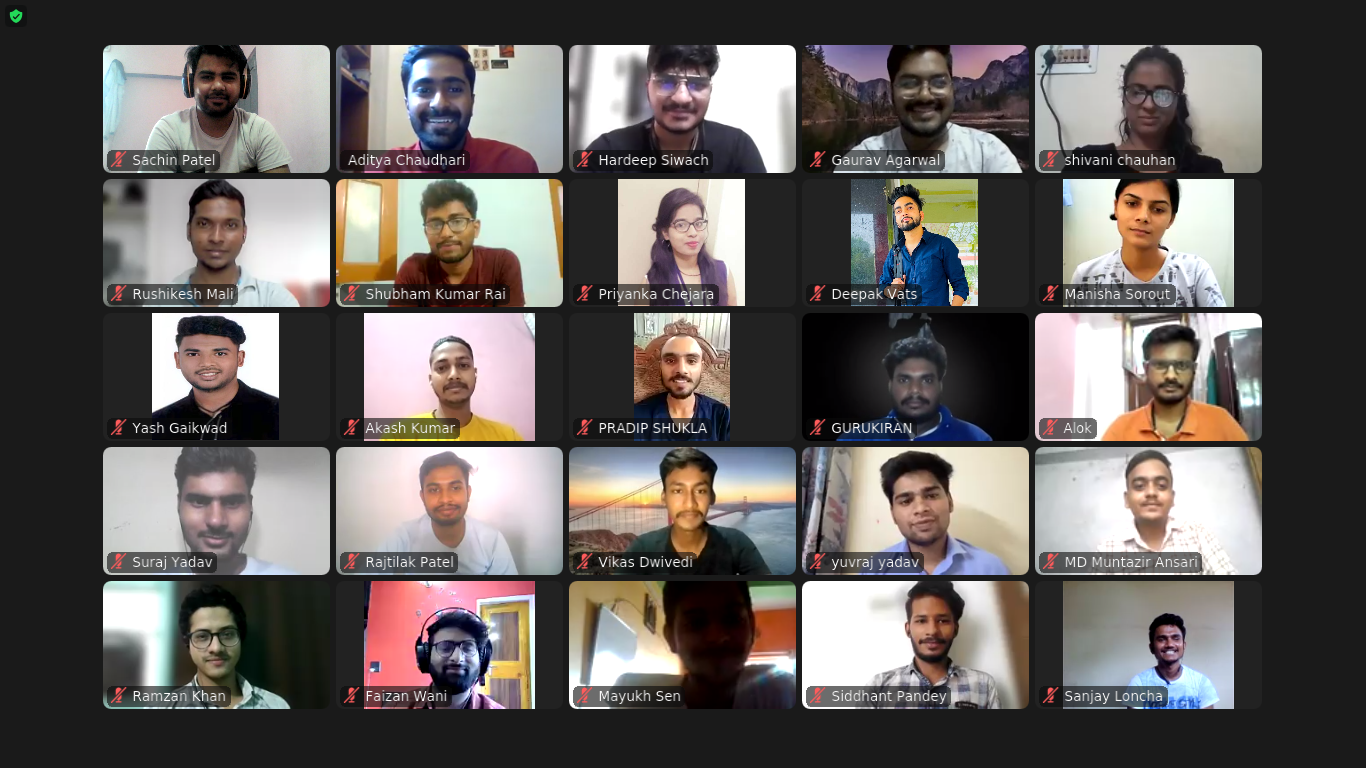 Sachin Patel
Aditya Chaudhari
Hardeep Siwach
Gaurav Agarwal
shivani chauhan
Rushikesh Mali
Shubham Kumar Rai
Priyanka Chejara
Deepak Vats
Manisha Sorout
Yash Gaikwad
Akash Kumar
PRADIP SHUKLA
GURUKIRAN
Alok
Suraj Yadav
Rajtilak Patel
Vikas Dwivedi
yuvraj yadav
MD Muntazir Ansari
Ramzan Khan
Faizan Wani
Mayukh Sen
Siddhant Pandey
Sanjay Loncha